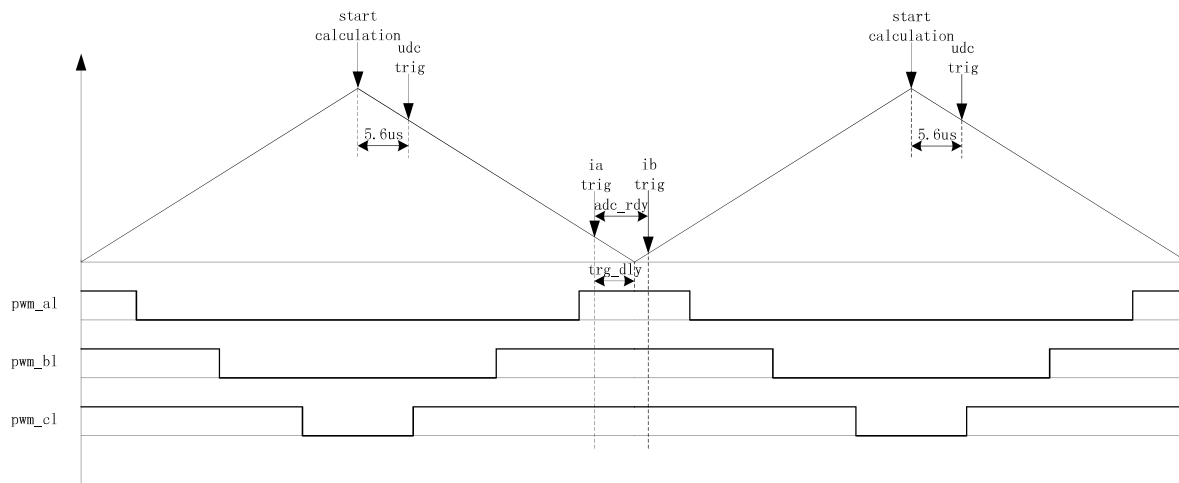 start
calculation
udc
trig
5.6us
ia
trig
ib
trig
adc_rdy
trg_dly
start
calculation
udc
trig
5.6us
pwm_al
pwm_bl
pwm_cl